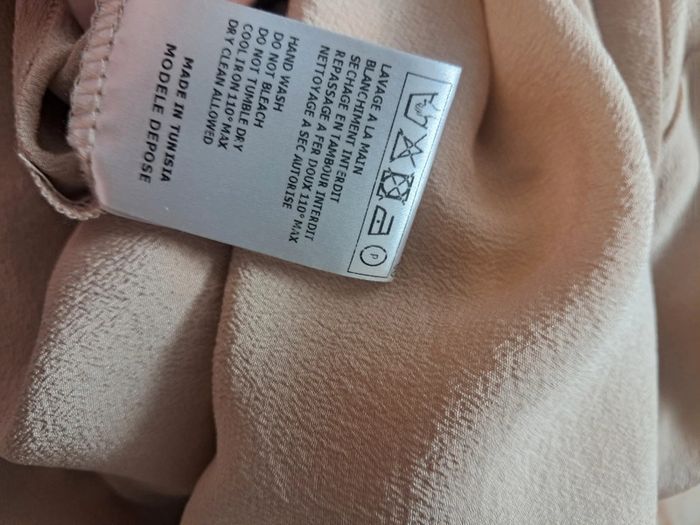 LAVAGE A LA MAIN
BLANCHIMENT INTERDIT
SECHAGE EN TAMBOUR INTERDIT
REPASSAGE A FER DOUX 110° MAX
NETTOYAGE A SEC AUTORISE
HAND WASH
DO NOT BLEACH
DO NOT TUMBLE DRY
COOL IRON 110° MAX
DRY CLEAN ALLOWED
MADE IN TUNISIA
MODELE DEPOSE
P